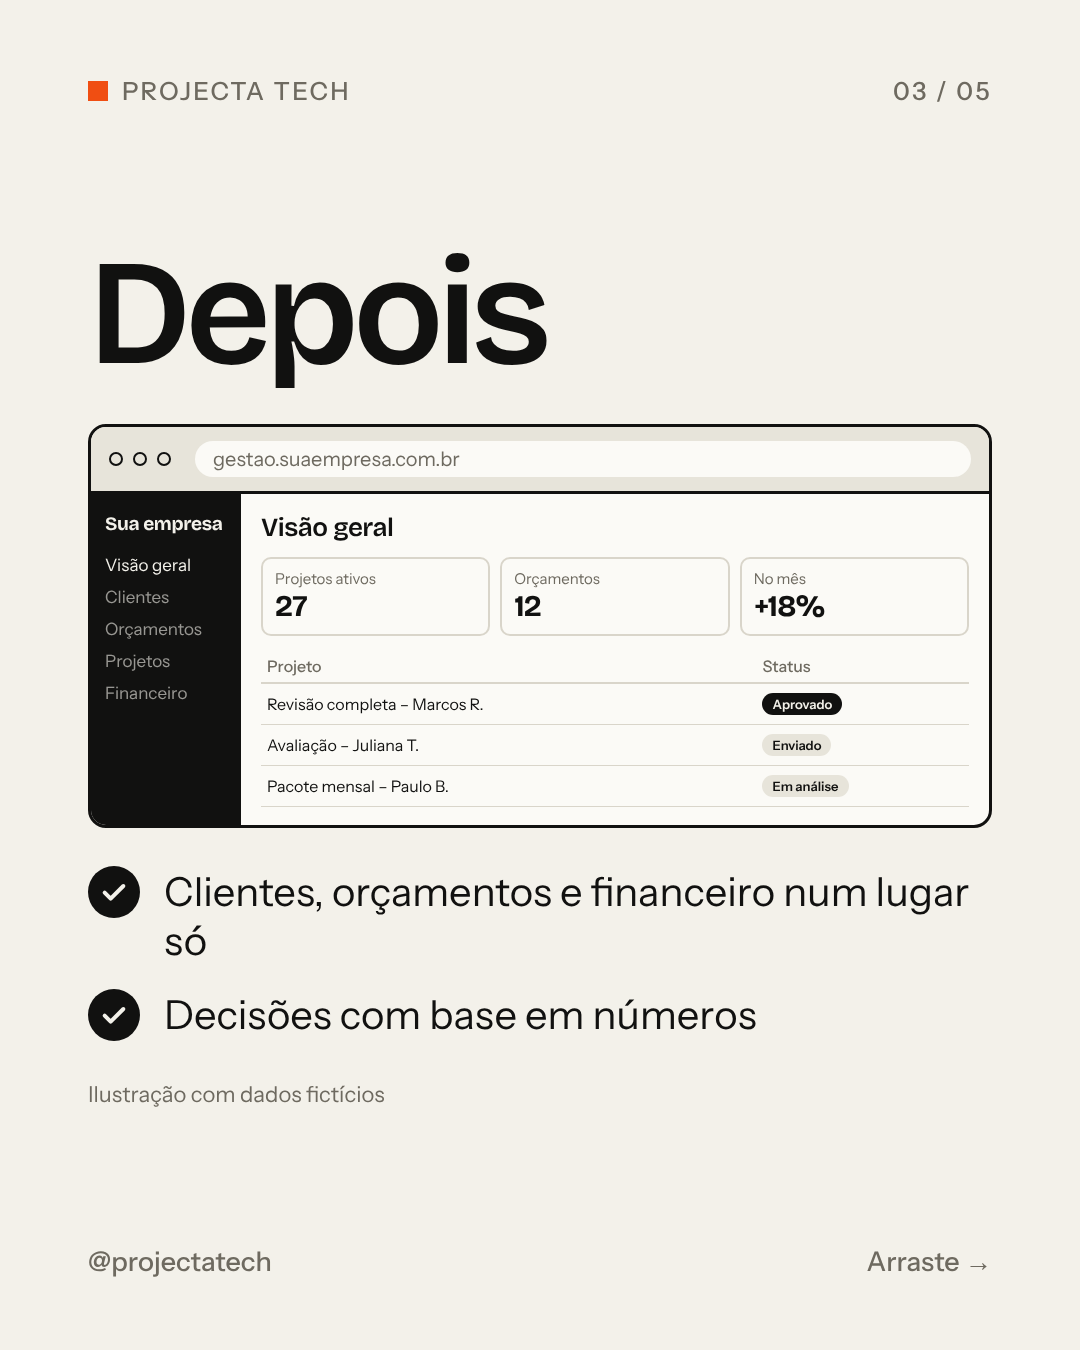 PROJECTA TECH
03 / 05
Depois
gestao.suaempresa.com.br
Sua empresa
Visão geral
Clientes
Orçamentos
Projetos
Financeiro
Visão geral
Projetos ativos
27
Orçamentos
12
No mês
+18%
Projeto Status
Revisão completa – Marcos R. Aprovado
Avaliação – Juliana T. Enviado
Pacote mensal – Paulo B. Em análise
Clientes, orçamentos e financeiro num lugar
só
Decisões com base em números
Ilustração com dados fictícios
@projectatech
Arraste →